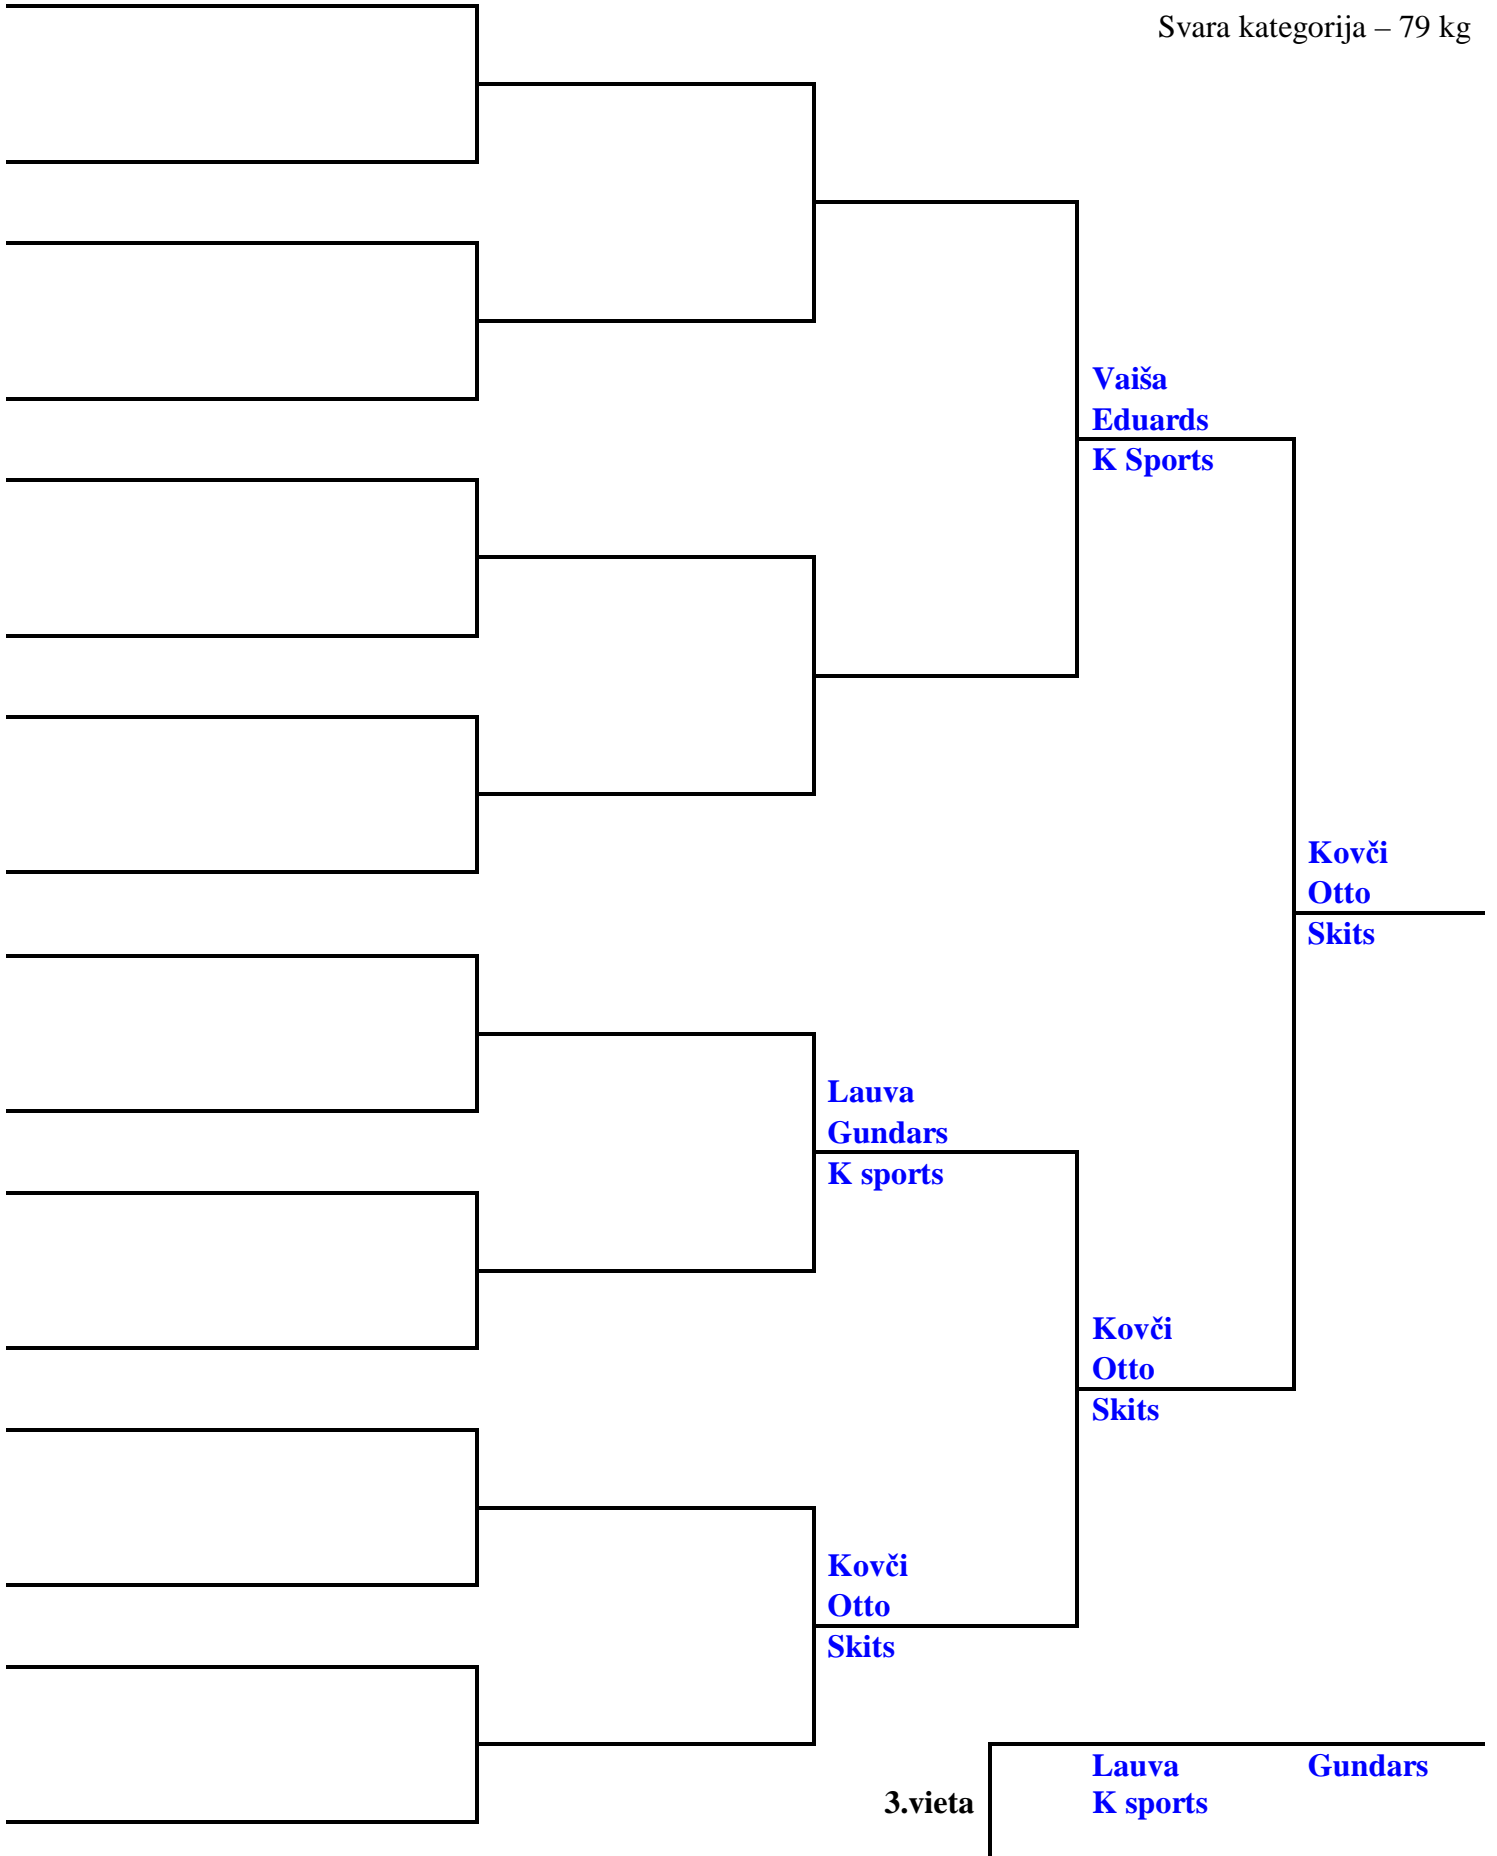 Svara kategorija – 79 kg
Vaiša
Eduards
K Sports
Kovči
Otto
Skits
Lauva
Gundars
K sports
Kovči
Otto
Skits
Kovči
Otto
Skits
Lauva Gundars
3.vieta K sports